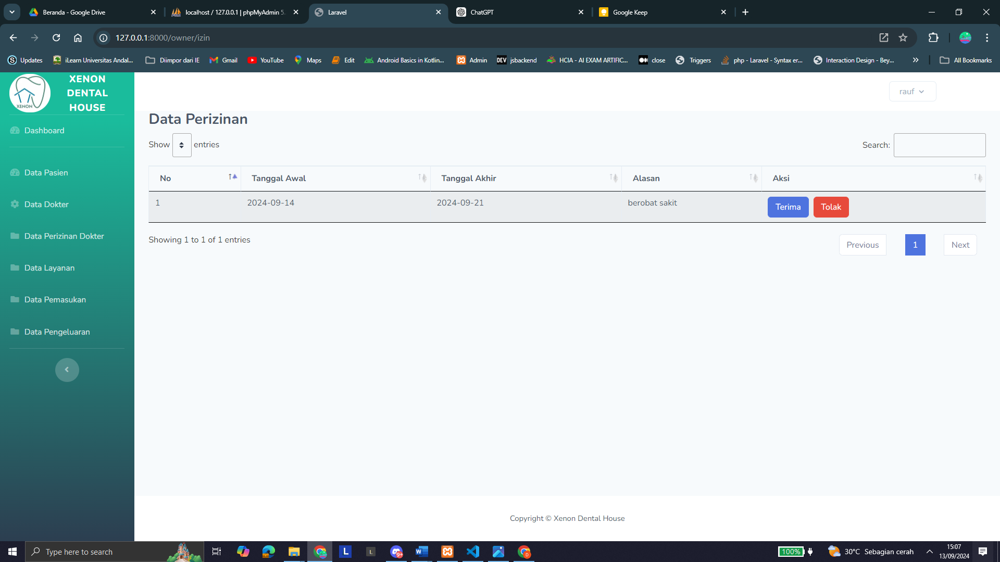 Beranda - Google Drive
localhost / 127.0.0.1 | phpMyAdmin 5.
Laravel
ChatGPT
Google Keep
127.0.0.1:8000/owner/izin
Updates
iLearn Universitas Andal...
Diimpor dari IE
Gmail
YouTube
Maps
Edit
Android Basics in Kotlin...
Admin
DEV jsbackend
HCIA - AI EXAM ARTIFIC...
close
Triggers
php - Laravel - Syntax er...
Interaction Design - Bey...
All Bookmarks
XENON
XENON
DENTAL
HOUSE
rauf
Dashboard
Data Pasien
Data Dokter
Data Perizinan Dokter
Data Layanan
Data Pemasukan
Data Pengeluaran
Data Perizinan
Show entries
Search:
No Tanggal Awal Tanggal Akhir Alasan Aksi
1 2024-09-14 2024-09-21 berobat sakit Terima Tolak
Showing 1 to 1 of 1 entries
Previous 1 Next
Copyright © Xenon Dental House
Type here to search
L
L
9+
W
D
100%
30°C Sebagian cerah
15:07
13/09/2024